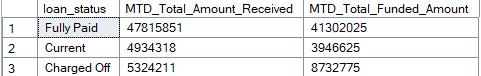 loan_status MTD_Total_Amount_Received MTD_Total_Funded_Amount
1 Fully Paid 47815851 41302025
2 Current 4934318 3946625
3 Charged Off 5324211 8732775